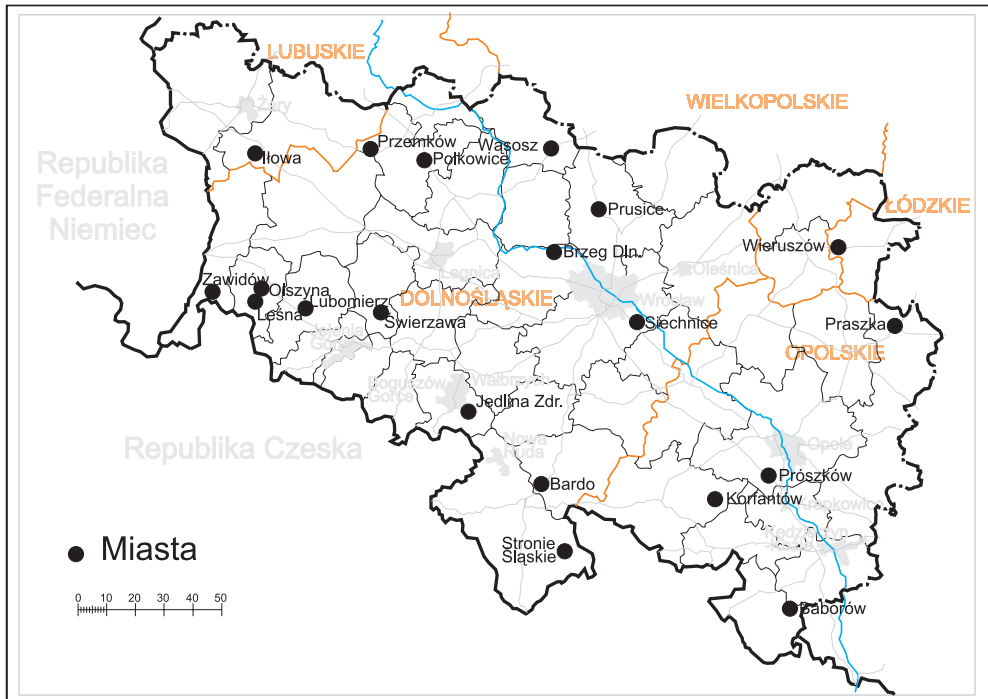 LUBUSKIE
WIELKOPOLSKIE
Żary
Republika
Federalna
Niemiec
Iłowa
Przemków
Polkowice
Wąsosz
Prusice
ŁÓDZKIE
Wieruszów
Brzeg Dln.
Oleśnica
Legnica
Zawidów
Olszyna
Leśna
Lubomierz
DOLNOŚLĄSKIE
Świerzawa
Wrocław
Siechnice
Praszka
OPOLSKIE
Jelenia
Góra
Boguszów
Gorce
Wałbrzych
Jedlina Zdr.
Republika Czeska
Nowa
Ruda
Opole
Bardo
Prószków
Korfantów
Krapkowice
Kędzierzyn
Stronie
Śląskie
Miasta
0 10 20 30 40 50
Baborów